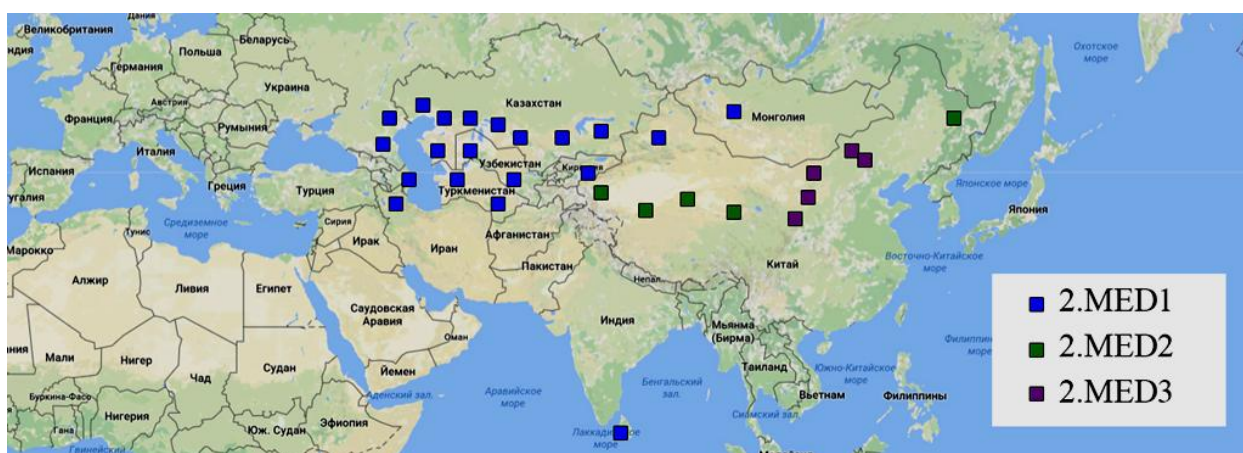 Великобритания
Дания
Беларусь
Польша
Германия
Украина
Австрия
Франция
Румыния
Италия
Испания
Греция
Турция
Казахстан
Монголия
Узбекистан
Туркменистан
Охотское
море
Японское море
Япония
Средиземное
море
Тунис
Сирия
Ирак
Иран
Афганистан
Пакистан
Китай
Восточно-Китайское
море
Марокко
Алжир
Ливия
Египет
Саудовская
Аравия
Оман
Непал
Индия
Мьянма
(Бирма)
Мали
Нигер
Чад
Судан
Йемен
Аденский зал.
Аравийское
море
Бенгальский
зал.
Таиланд
Вьетнам
Южно-Китайское
море
Филиппины
Сиамский зал.
Буркина-Фасо
Гана
Нигерия
Юж. Судан
Эфиопия
Гвинейский
море
2.MED1
2.MED2
2.MED3